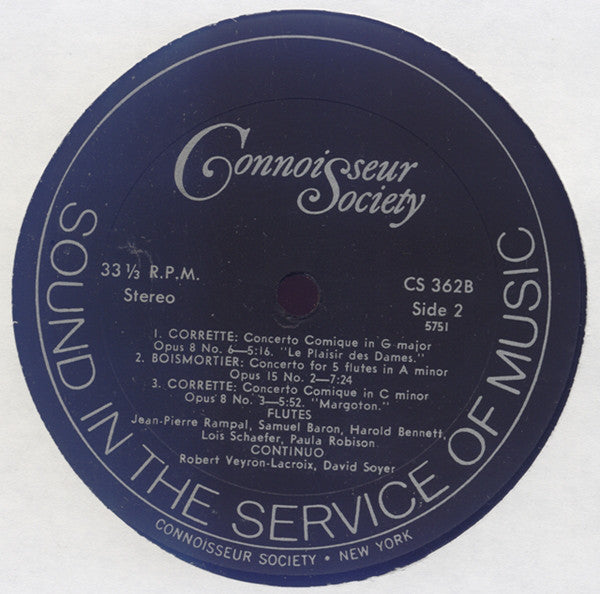 Connoisseur
Society
33 1/3 R.P.M.
Stereo
CS 362B
Side 2
5751
1. CORRETTE: Concerto Comique in G major
Opus 8 No. 6—5:16. "Le Plaisir des Dames."
2. BOISMORTIER: Concerto for 5 flutes in A minor
Opus 15 No. 2—7:24
3. CORRETTE: Concerto Comique in C minor
Opus 8 No. 3—5:52. "Margoton."
FLUTES
Jean-Pierre Rampal, Samuel Baron, Harold Bennett,
Lois Schaefer, Paula Robison.
CONTINUO
Robert Veyron-Lacroix, David Soyer
SOUND IN THE SERVICE OF MUSIC
CONNOISSEUR SOCIETY • NEW YORK